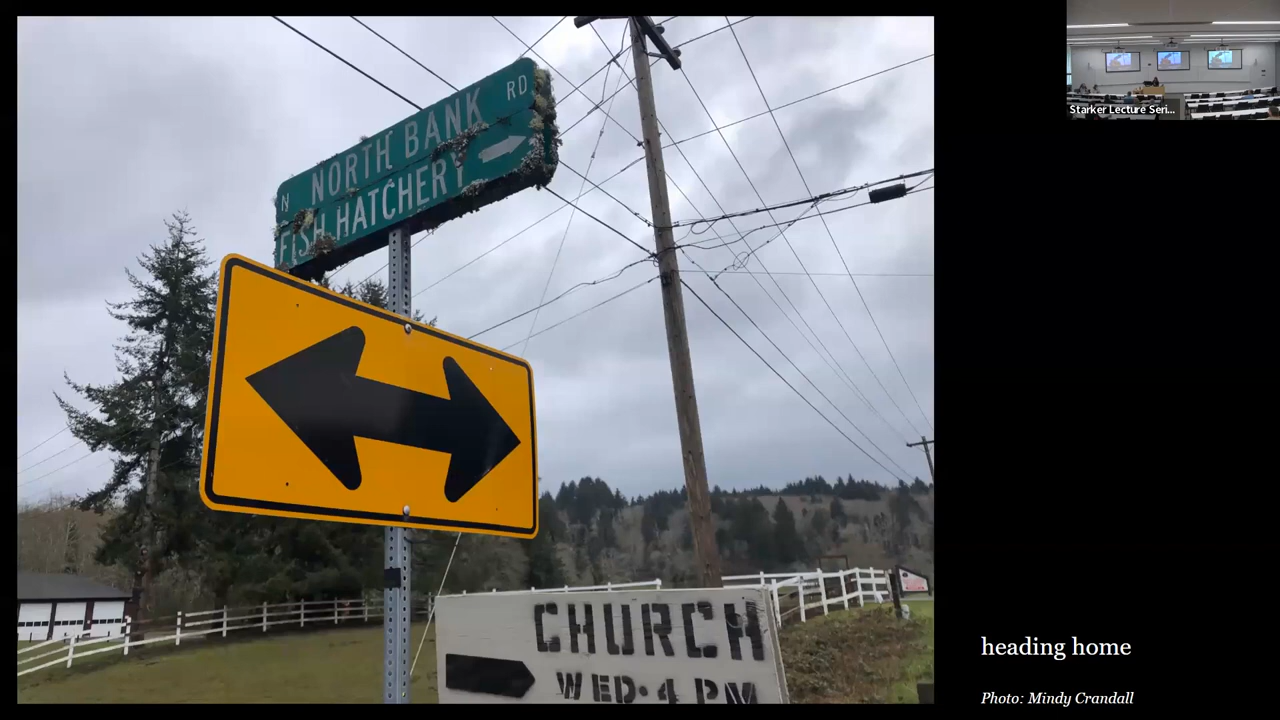 NORTH BANK RD
N
FISH HATCHERY
CHURCH
WED·4 PM
Starker Lecture Seri...
heading home
Photo: Mindy Crandall